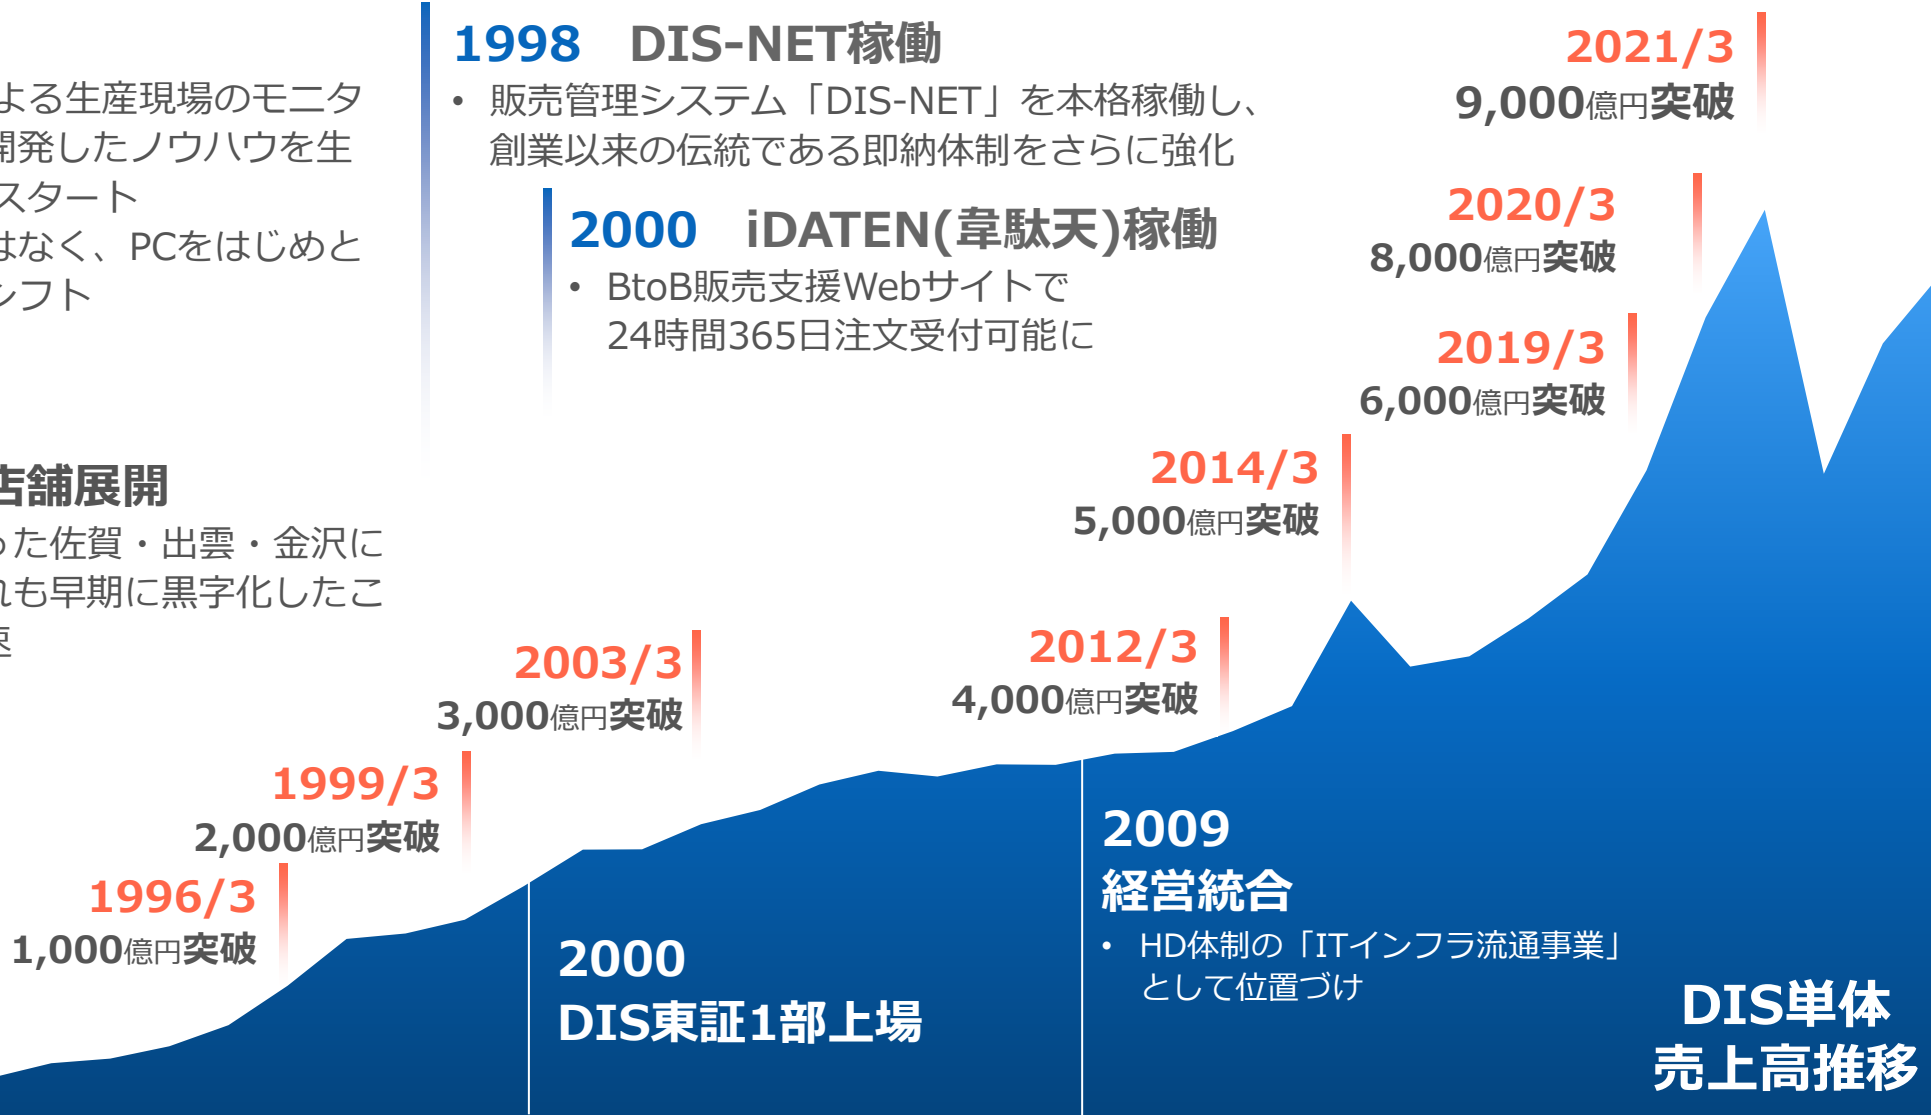 よる生産現場のモニタ
開発したノウハウを生
スタート
はなく、PCをはじめと
シフト
店舗展開
った佐賀・出雲・金沢に
れも早期に黒字化したこ
速
1998 DIS-NET稼働
• 販売管理システム「DIS-NET」を本格稼働し、
創業以来の伝統である即納体制をさらに強化
2000 iDATEN(韋駄天)稼働
• BtoB販売支援Webサイトで
24時間365日注文受付可能に
1996/3
1,000億円突破
1999/3
2,000億円突破
2003/3
3,000億円突破
2012/3
4,000億円突破
2014/3
5,000億円突破
2019/3
6,000億円突破
2020/3
8,000億円突破
2021/3
9,000億円突破
2000
DIS東証1部上場
2009
経営統合
• HD体制の「ITインフラ流通事業」
として位置づけ
DIS単体
売上高推移